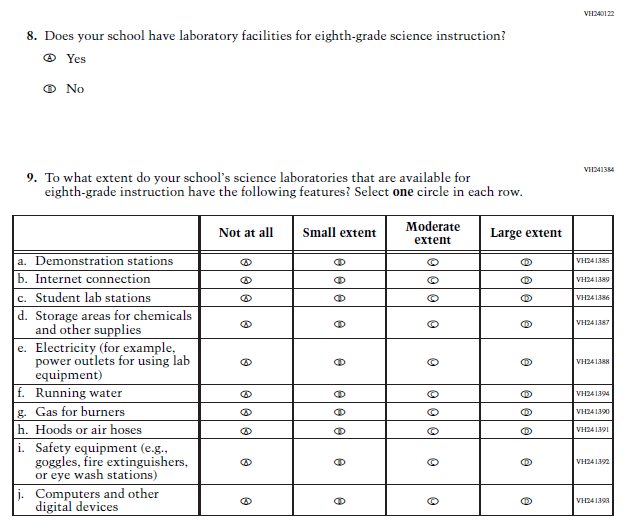 VH240122
8. Does your school have laboratory facilities for eighth-grade science instruction?
Ⓐ Yes
Ⓑ No
VH241384
9. To what extent do your school's science laboratories that are available for
eighth-grade instruction have the following features? Select one circle in each row.
Not at all Small extent Moderate extent Large extent
a. Demonstration stations Ⓐ Ⓑ Ⓒ Ⓓ VH241385
b. Internet connection Ⓐ Ⓑ Ⓒ Ⓓ VH241389
c. Student lab stations Ⓐ Ⓑ Ⓒ Ⓓ VH241386
d. Storage areas for chemicals
and other supplies Ⓐ Ⓑ Ⓒ Ⓓ VH241387
e. Electricity (for example,
power outlets for using lab Ⓐ Ⓑ Ⓒ Ⓓ VH241388
equipment)
f. Running water Ⓐ Ⓑ Ⓒ Ⓓ VH241394
g. Gas for burners Ⓐ Ⓑ Ⓒ Ⓓ VH241390
h. Hoods or air hoses Ⓐ Ⓑ Ⓒ Ⓓ VH241391
i. Safety equipment (e.g.,
goggles, fire extinguishers, Ⓐ Ⓑ Ⓒ Ⓓ VH241392
or eye wash stations)
j. Computers and other
digital devices Ⓐ Ⓑ Ⓒ Ⓓ VH241393